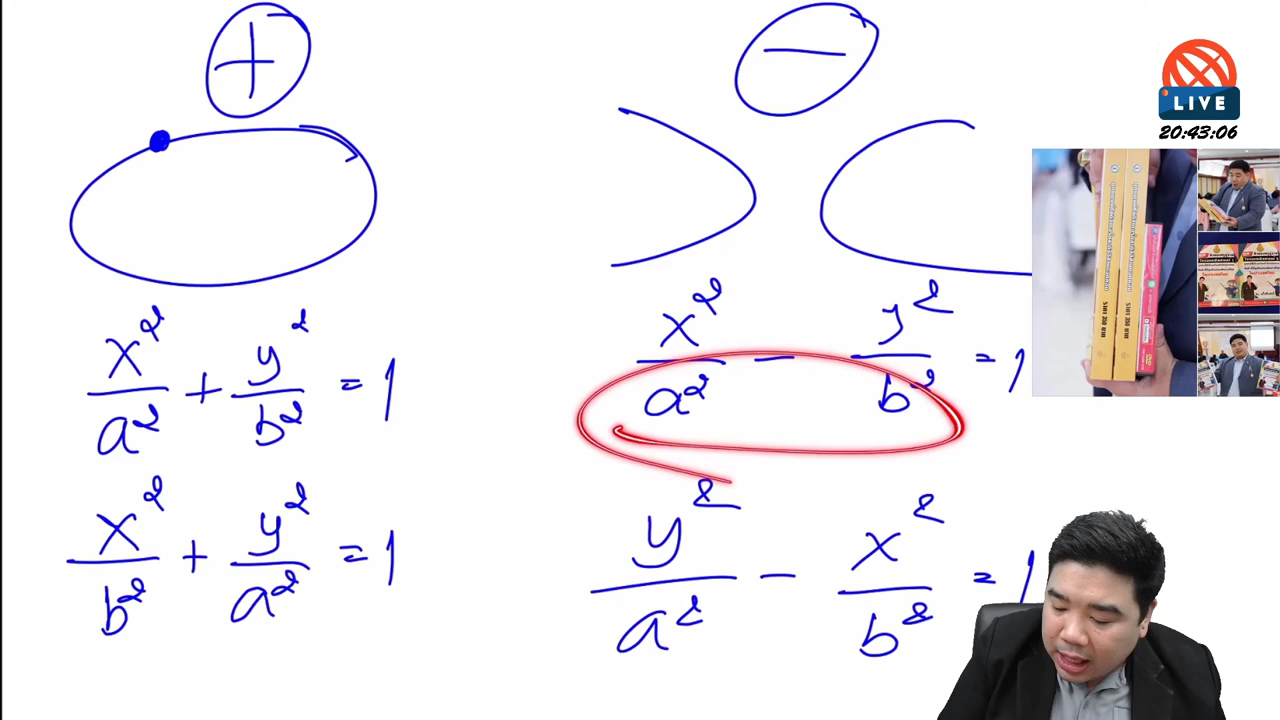 +
−
x²/a² + y²/b² = 1
x²/a² − y²/b² = 1
x²/b² + y²/a² = 1
y²/a² − x²/b² = 1
LIVE
20:43:06